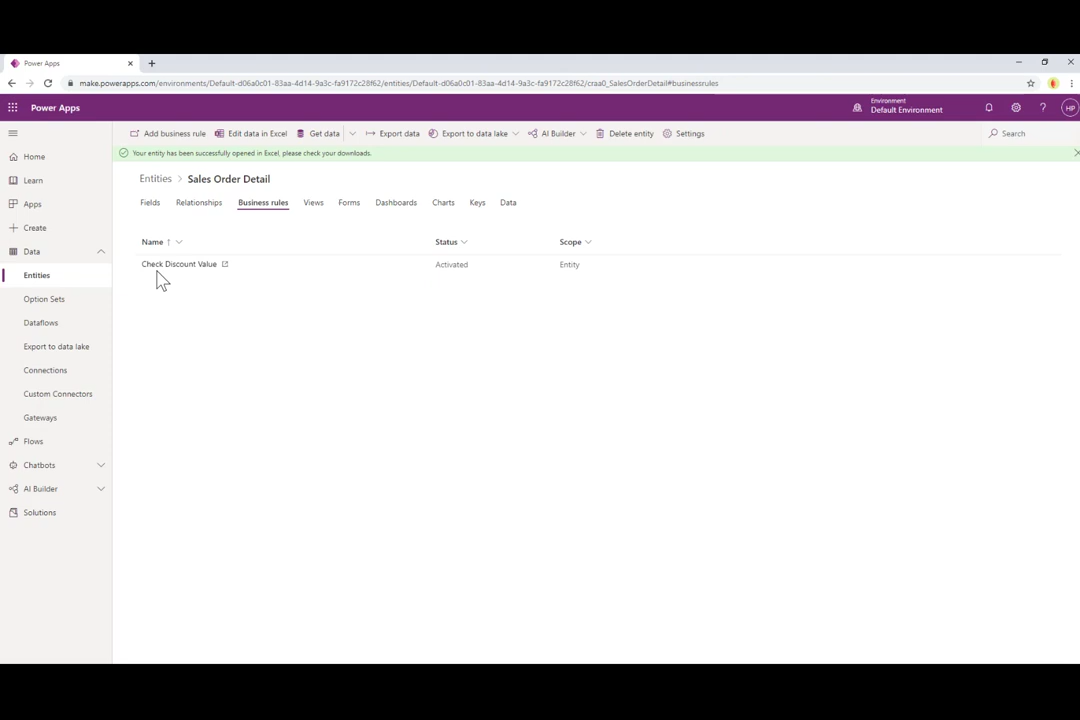 Power Apps
make.powerapps.com/environments/Default-d06a0c01-83aa-4d14-9a3c-fa9172c28f62/entities/Default-d06a0c01-83aa-4d14-9a3c-fa9172c28f62/craa0_SalesOrderDetail#businessrules
Power Apps
Environment
Default Environment
HP
Add business rule
Edit data in Excel
Get data
Export data
Export to data lake
AI Builder
Delete entity
Settings
Search
Your entity has been successfully opened in Excel, please check your downloads.
Home
Learn
Apps
Create
Data
Entities
Option Sets
Dataflows
Export to data lake
Connections
Custom Connectors
Gateways
Flows
Chatbots
AI Builder
Solutions
Entities > Sales Order Detail
Fields Relationships Business rules Views Forms Dashboards Charts Keys Data
Name ↑ Status Scope
Check Discount Value Activated Entity